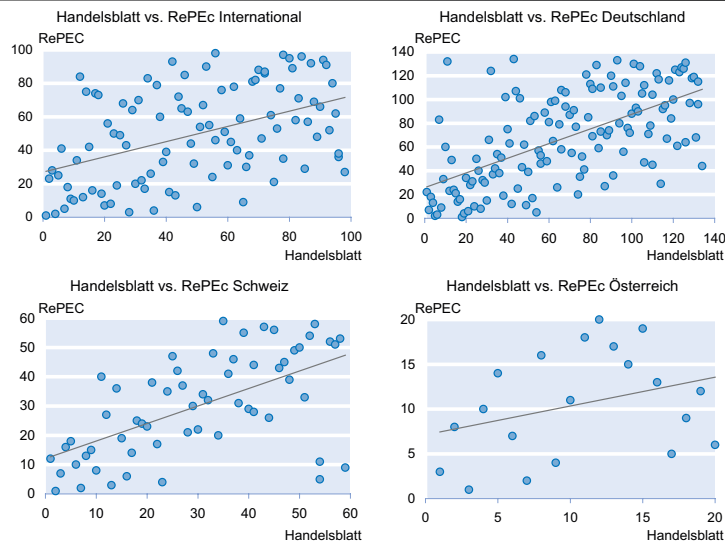 Handelsblatt vs. RePEc International
RePEC
100
80
60
40
20
0
0 20 40 60 80 100
Handelsblatt
Handelsblatt vs. RePEc Deutschland
RePEC
140
120
100
80
60
40
20
0
0 20 40 60 80 100 120 140
Handelsblatt
Handelsblatt vs. RePEc Schweiz
RePEC
60
50
40
30
20
10
0
0 10 20 30 40 50 60
Handelsblatt
Handelsblatt vs. RePEc Österreich
RePEC
20
15
10
5
0
0 5 10 15 20
Handelsblatt